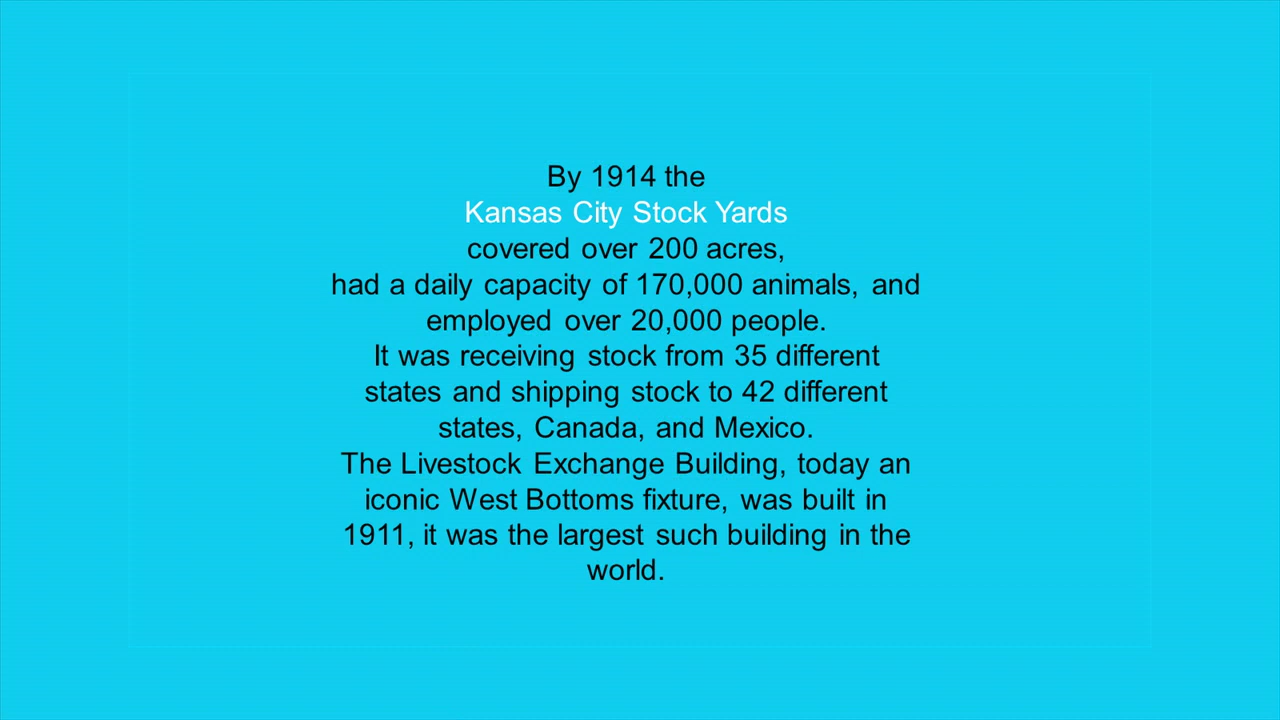 By 1914 the
Kansas City Stock Yards
covered over 200 acres,
had a daily capacity of 170,000 animals, and
employed over 20,000 people.
It was receiving stock from 35 different
states and shipping stock to 42 different
states, Canada, and Mexico.
The Livestock Exchange Building, today an
iconic West Bottoms fixture, was built in
1911, it was the largest such building in the
world.